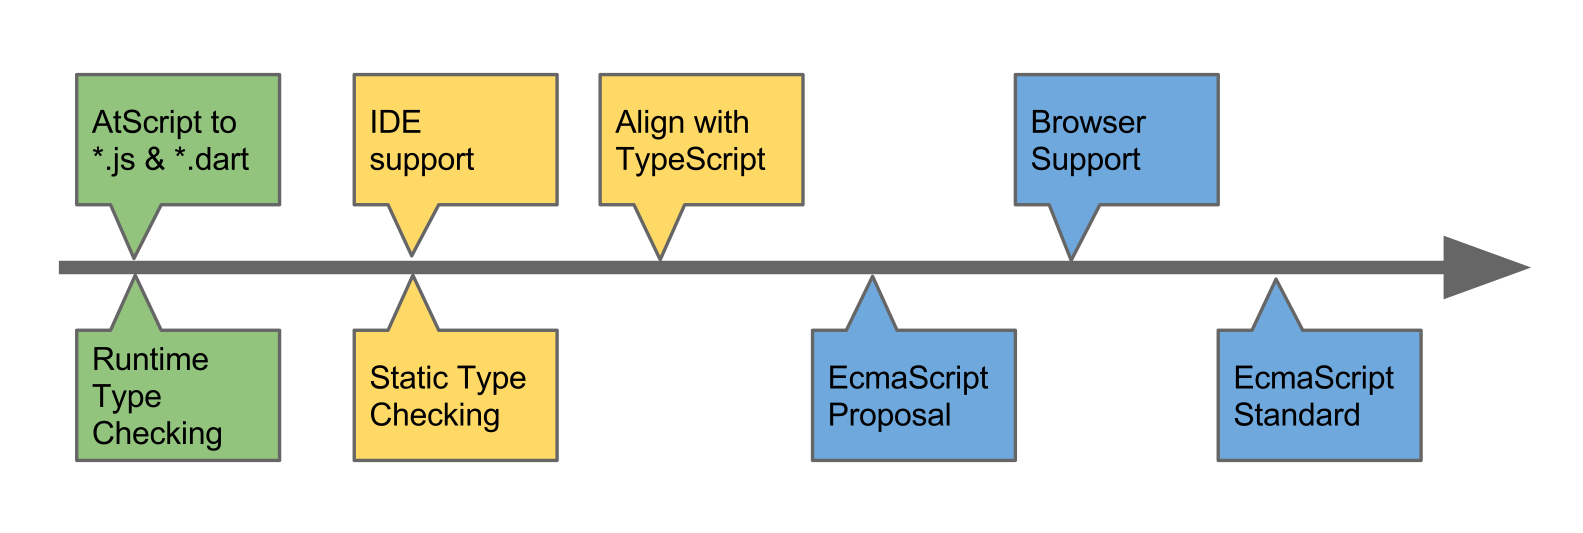 AtScript to
*.js & *.dart
IDE
support
Align with
TypeScript
Browser
Support
Runtime
Type
Checking
Static Type
Checking
EcmaScript
Proposal
EcmaScript
Standard